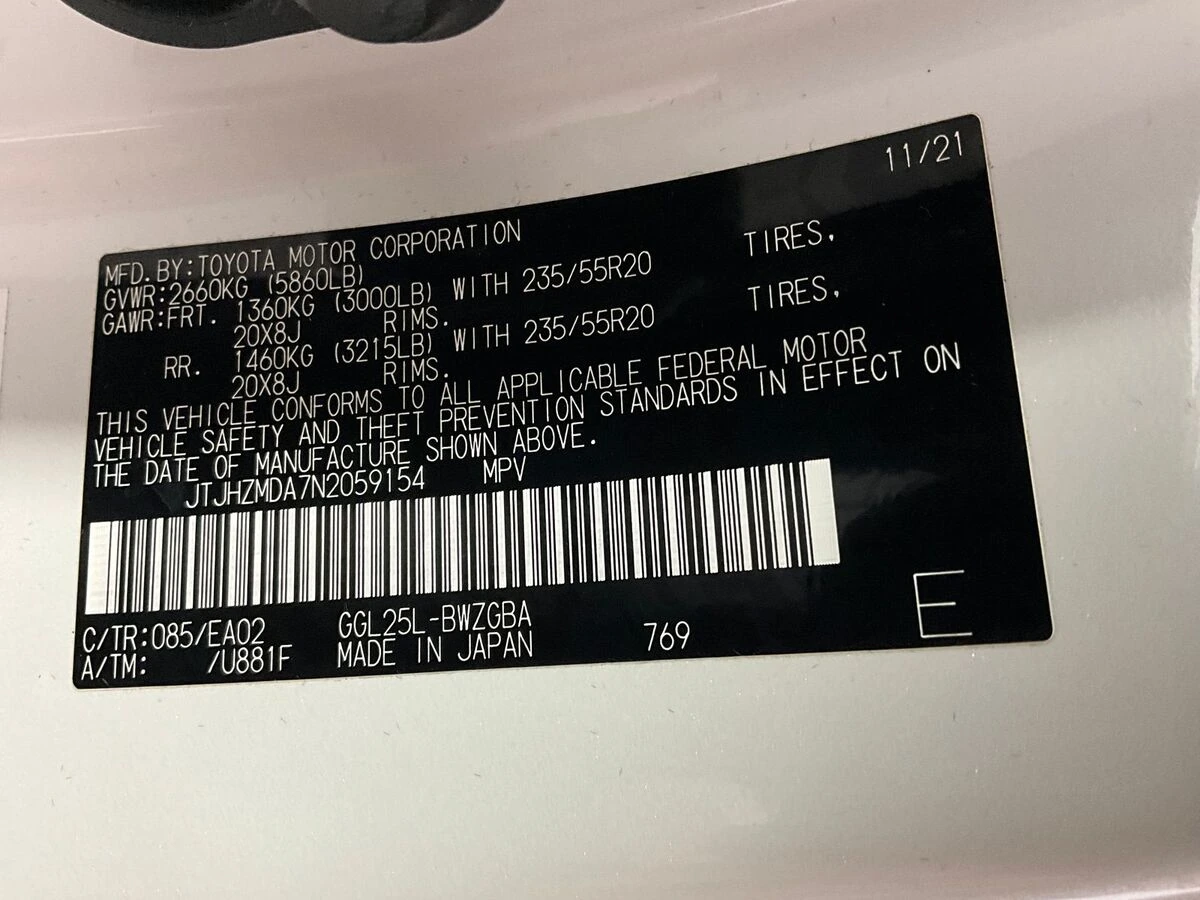 11/21
MFD.BY:TOYOTA MOTOR CORPORATION
GVWR:2660KG (5860LB)
GAWR:FRT. 1360KG (3000LB) WITH 235/55R20 TIRES,
20X8J RIMS.
RR. 1460KG (3215LB) WITH 235/55R20 TIRES,
20X8J RIMS.
THIS VEHICLE CONFORMS TO ALL APPLICABLE FEDERAL MOTOR
VEHICLE SAFETY AND THEFT PREVENTION STANDARDS IN EFFECT ON
THE DATE OF MANUFACTURE SHOWN ABOVE.
JTJHZMDA7N2059154 MPV
C/TR:085/EA02 GGL25L-BWZGBA
A/TM: /U881F MADE IN JAPAN 769 E